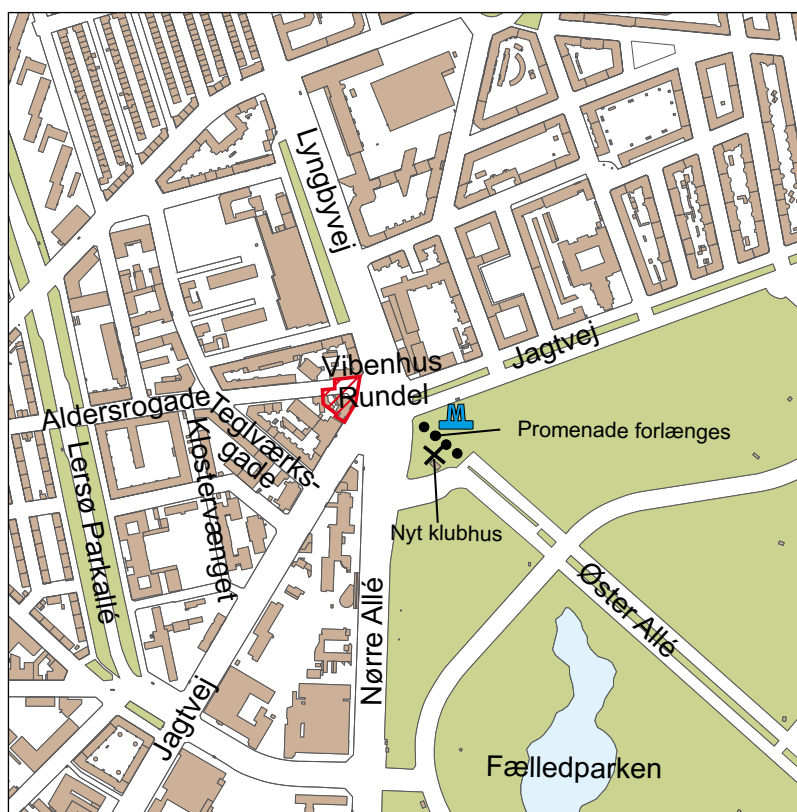 Lyngbyvej
Jagtvej
Vibenhus
Rundel
M
Aldersrogade
Teglværks-
gade
Klostervænget
Lersø Parkallé
Promenade forlænges
Nyt klubhus
Øster Allé
Nørre Allé
Jagtvej
Fælledparken